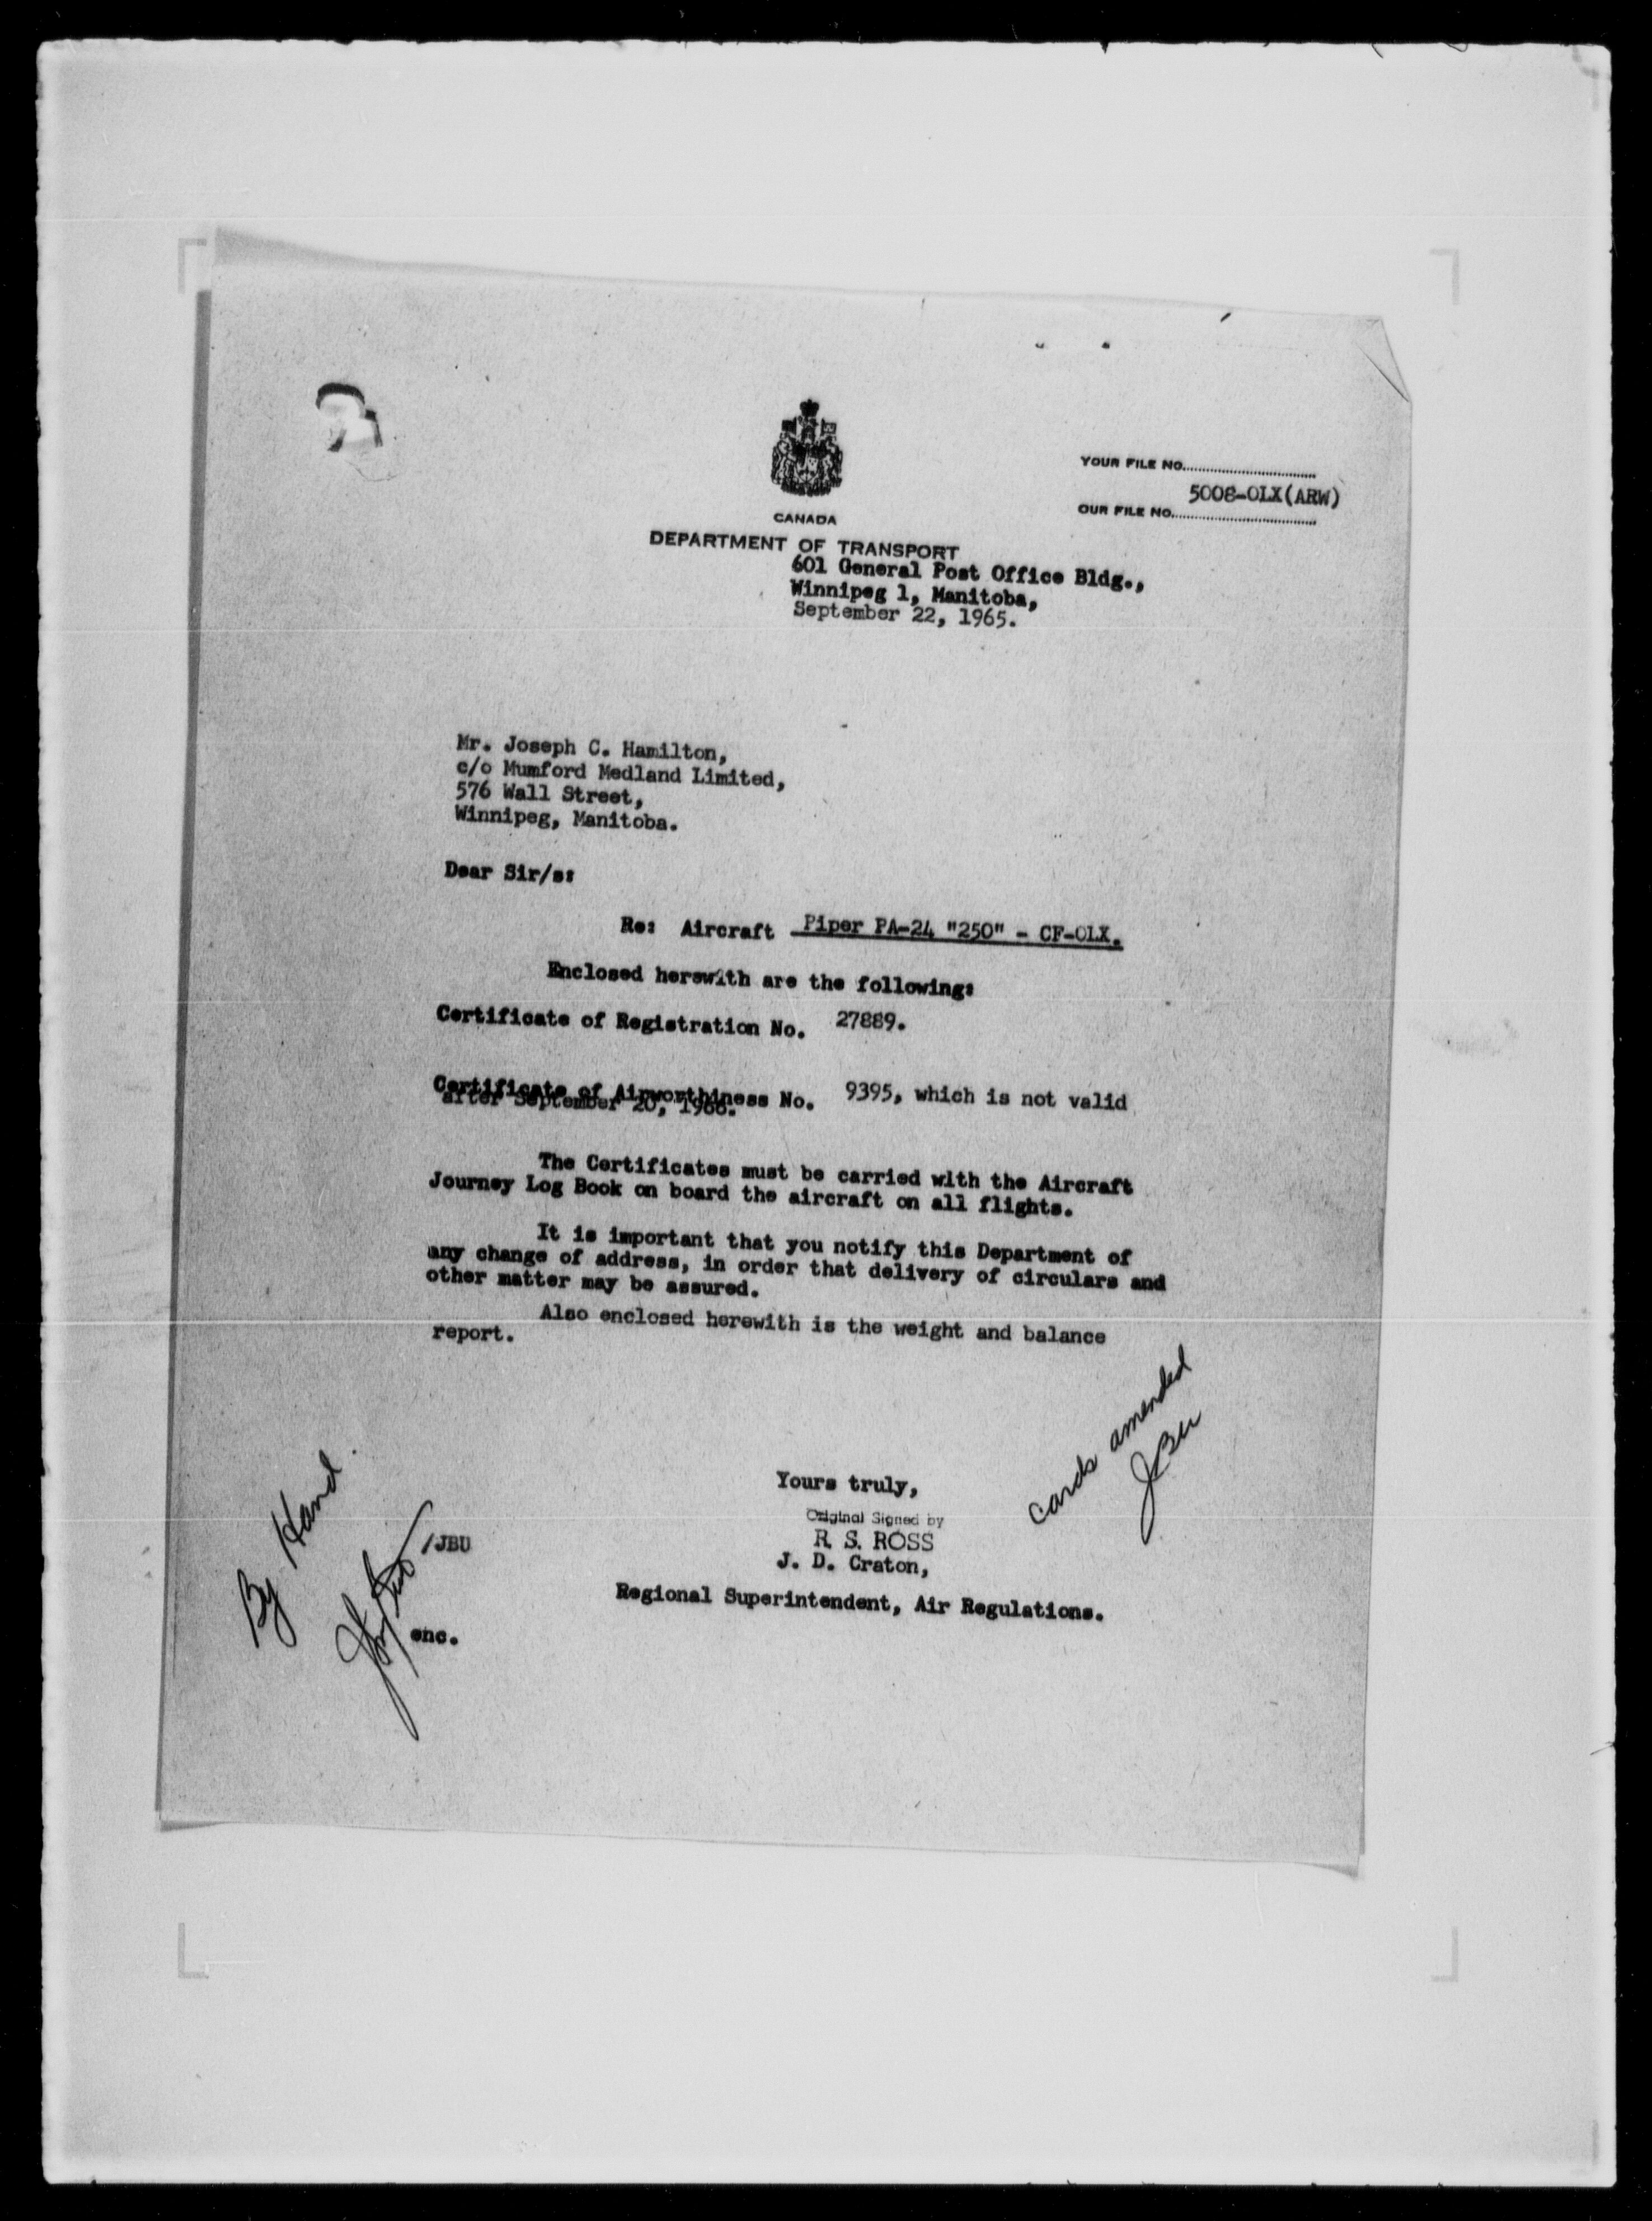 YOUR FILE NO.
5008-OLX(ARW)
OUR FILE NO.
CANADA
DEPARTMENT OF TRANSPORT
601 General Post Office Bldg.,
Winnipeg 1, Manitoba,
September 22, 1965.
Mr. Joseph C. Hamilton,
c/o Mumford Medland Limited,
576 Wall Street,
Winnipeg, Manitoba.
Dear Sir/s:
Re: Aircraft Piper PA-24 "250" - CF-OLX.
Enclosed herewith are the following:
Certificate of Registration No. 27889.
Certificate of Airworthiness No. 9395, which is not valid
after September 20, 1966.
The Certificates must be carried with the Aircraft
Journey Log Book on board the aircraft on all flights.
It is important that you notify this Department of
any change of address, in order that delivery of circulars and
other matter may be assured.
Also enclosed herewith is the weight and balance
report.
cards amended
JBU
Yours truly,
Original Signed by
R. S. ROSS
J. D. Craton,
Regional Superintendent, Air Regulations.
By Hand.
/JBU
enc.